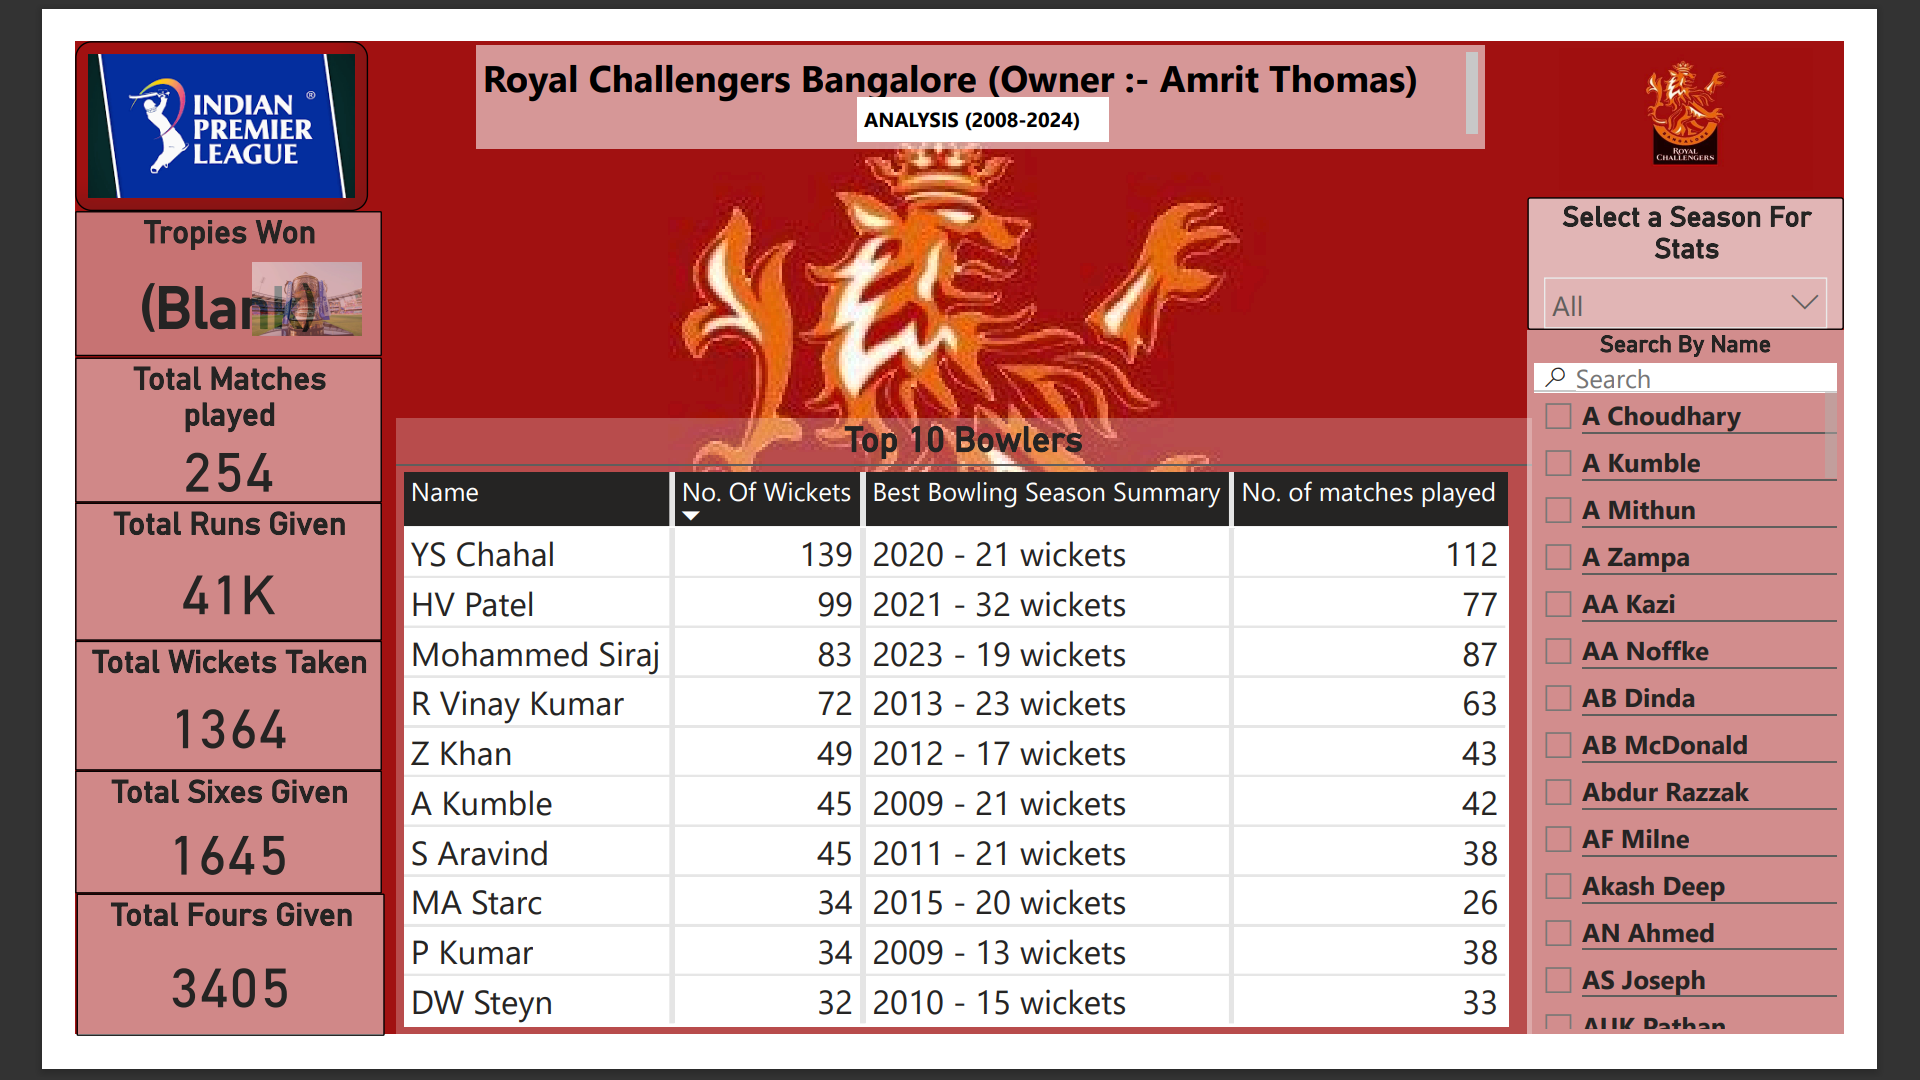 INDIAN ®
PREMIER
LEAGUE
Royal Challengers Bangalore (Owner :- Amrit Thomas)
ANALYSIS (2008-2024)
ROYAL
CHALLENGERS
Tropies Won
(Blank)
Total Matches
played
254
Total Runs Given
41K
Total Wickets Taken
1364
Total Sixes Given
1645
Total Fours Given
3405
Top 10 Bowlers
Name No. Of Wickets Best Bowling Season Summary No. of matches played
YS Chahal 139 2020 - 21 wickets 112
HV Patel 99 2021 - 32 wickets 77
Mohammed Siraj 83 2023 - 19 wickets 87
R Vinay Kumar 72 2013 - 23 wickets 63
Z Khan 49 2012 - 17 wickets 43
A Kumble 45 2009 - 21 wickets 42
S Aravind 45 2011 - 21 wickets 38
MA Starc 34 2015 - 20 wickets 26
P Kumar 34 2009 - 13 wickets 38
DW Steyn 32 2010 - 15 wickets 33
Select a Season For
Stats
All
Search By Name
Search
A Choudhary
A Kumble
A Mithun
A Zampa
AA Kazi
AA Noffke
AB Dinda
AB McDonald
Abdur Razzak
AF Milne
Akash Deep
AN Ahmed
AS Joseph
AUK Pathan